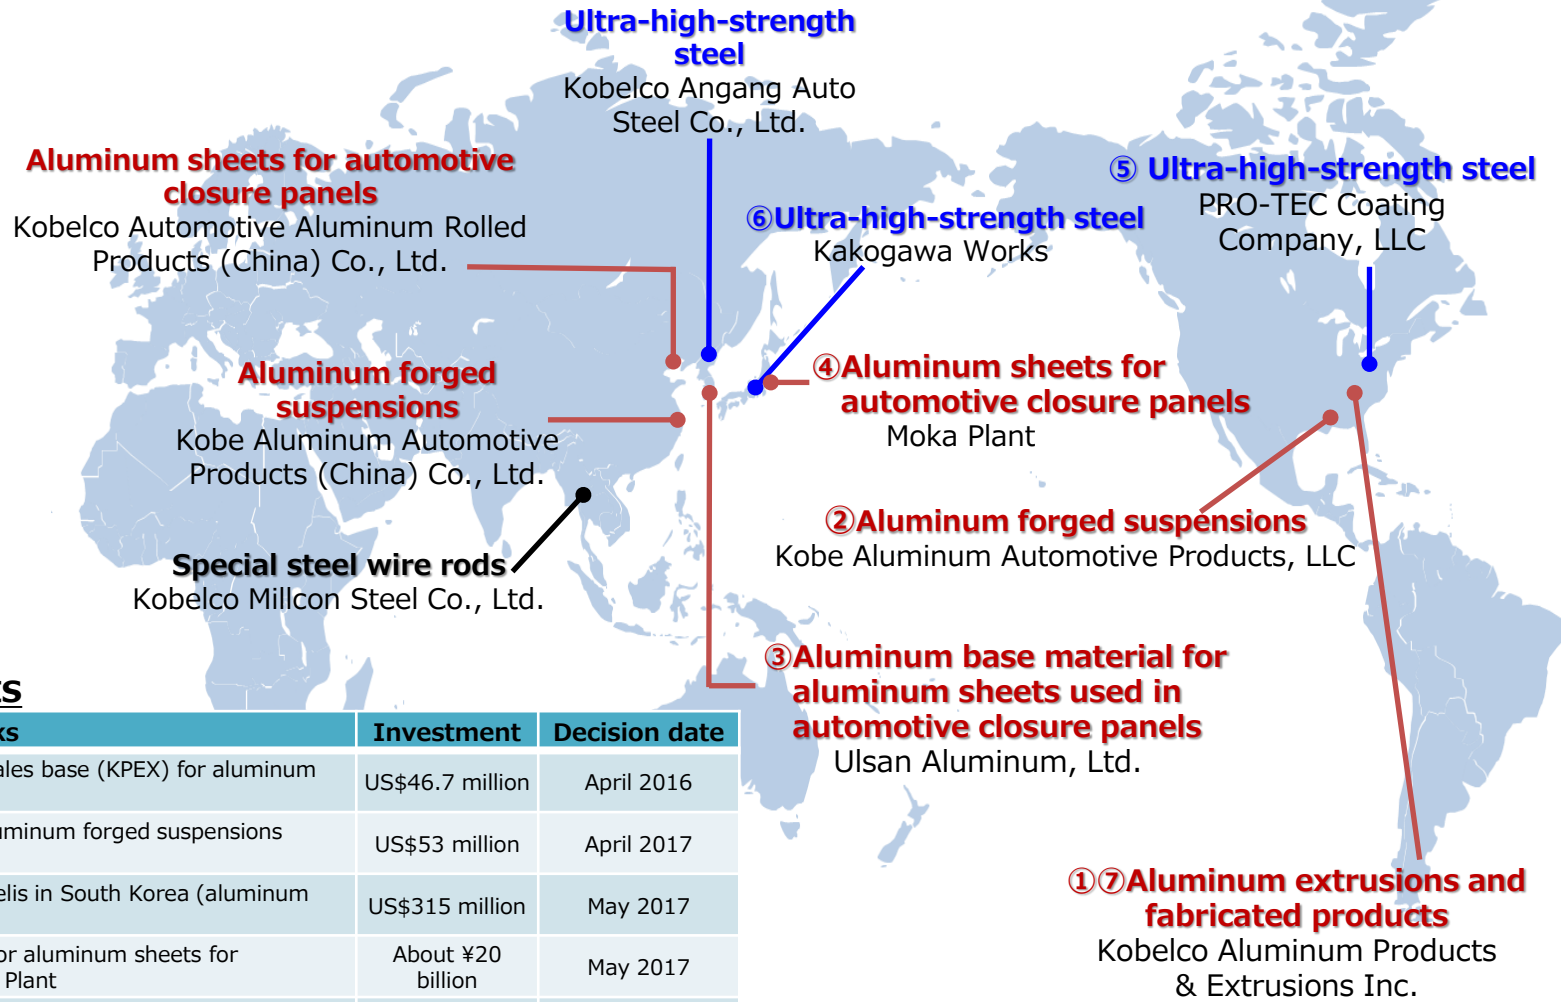 Ultra-high-strength
steel
Kobelco Angang Auto
Steel Co., Ltd.
Aluminum sheets for automotive
closure panels
Kobelco Automotive Aluminum Rolled
Products (China) Co., Ltd.
⑤ Ultra-high-strength steel
PRO-TEC Coating
Company, LLC
⑥Ultra-high-strength steel
Kakogawa Works
Aluminum forged
suspensions
Kobe Aluminum Automotive
Products (China) Co., Ltd.
④Aluminum sheets for
automotive closure panels
Moka Plant
②Aluminum forged suspensions
Kobe Aluminum Automotive Products, LLC
Special steel wire rods
Kobelco Millcon Steel Co., Ltd.
③Aluminum base material for
aluminum sheets used in
automotive closure panels
Ulsan Aluminum, Ltd.
①⑦Aluminum extrusions and
fabricated products
Kobelco Aluminum Products
& Extrusions Inc.
Investment Decision date
ales base (KPEX) for aluminum
US$46.7 million April 2016
uminum forged suspensions
US$53 million April 2017
elis in South Korea (aluminum
US$315 million May 2017
or aluminum sheets for
Plant
About ¥20
billion
May 2017